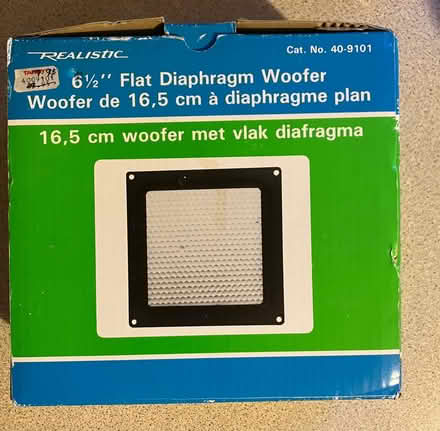 REALISTIC
Cat. No. 40-9101
6½'' Flat Diaphragm Woofer
Woofer de 16,5 cm à diaphragme plan
16,5 cm woofer met vlak diafragma